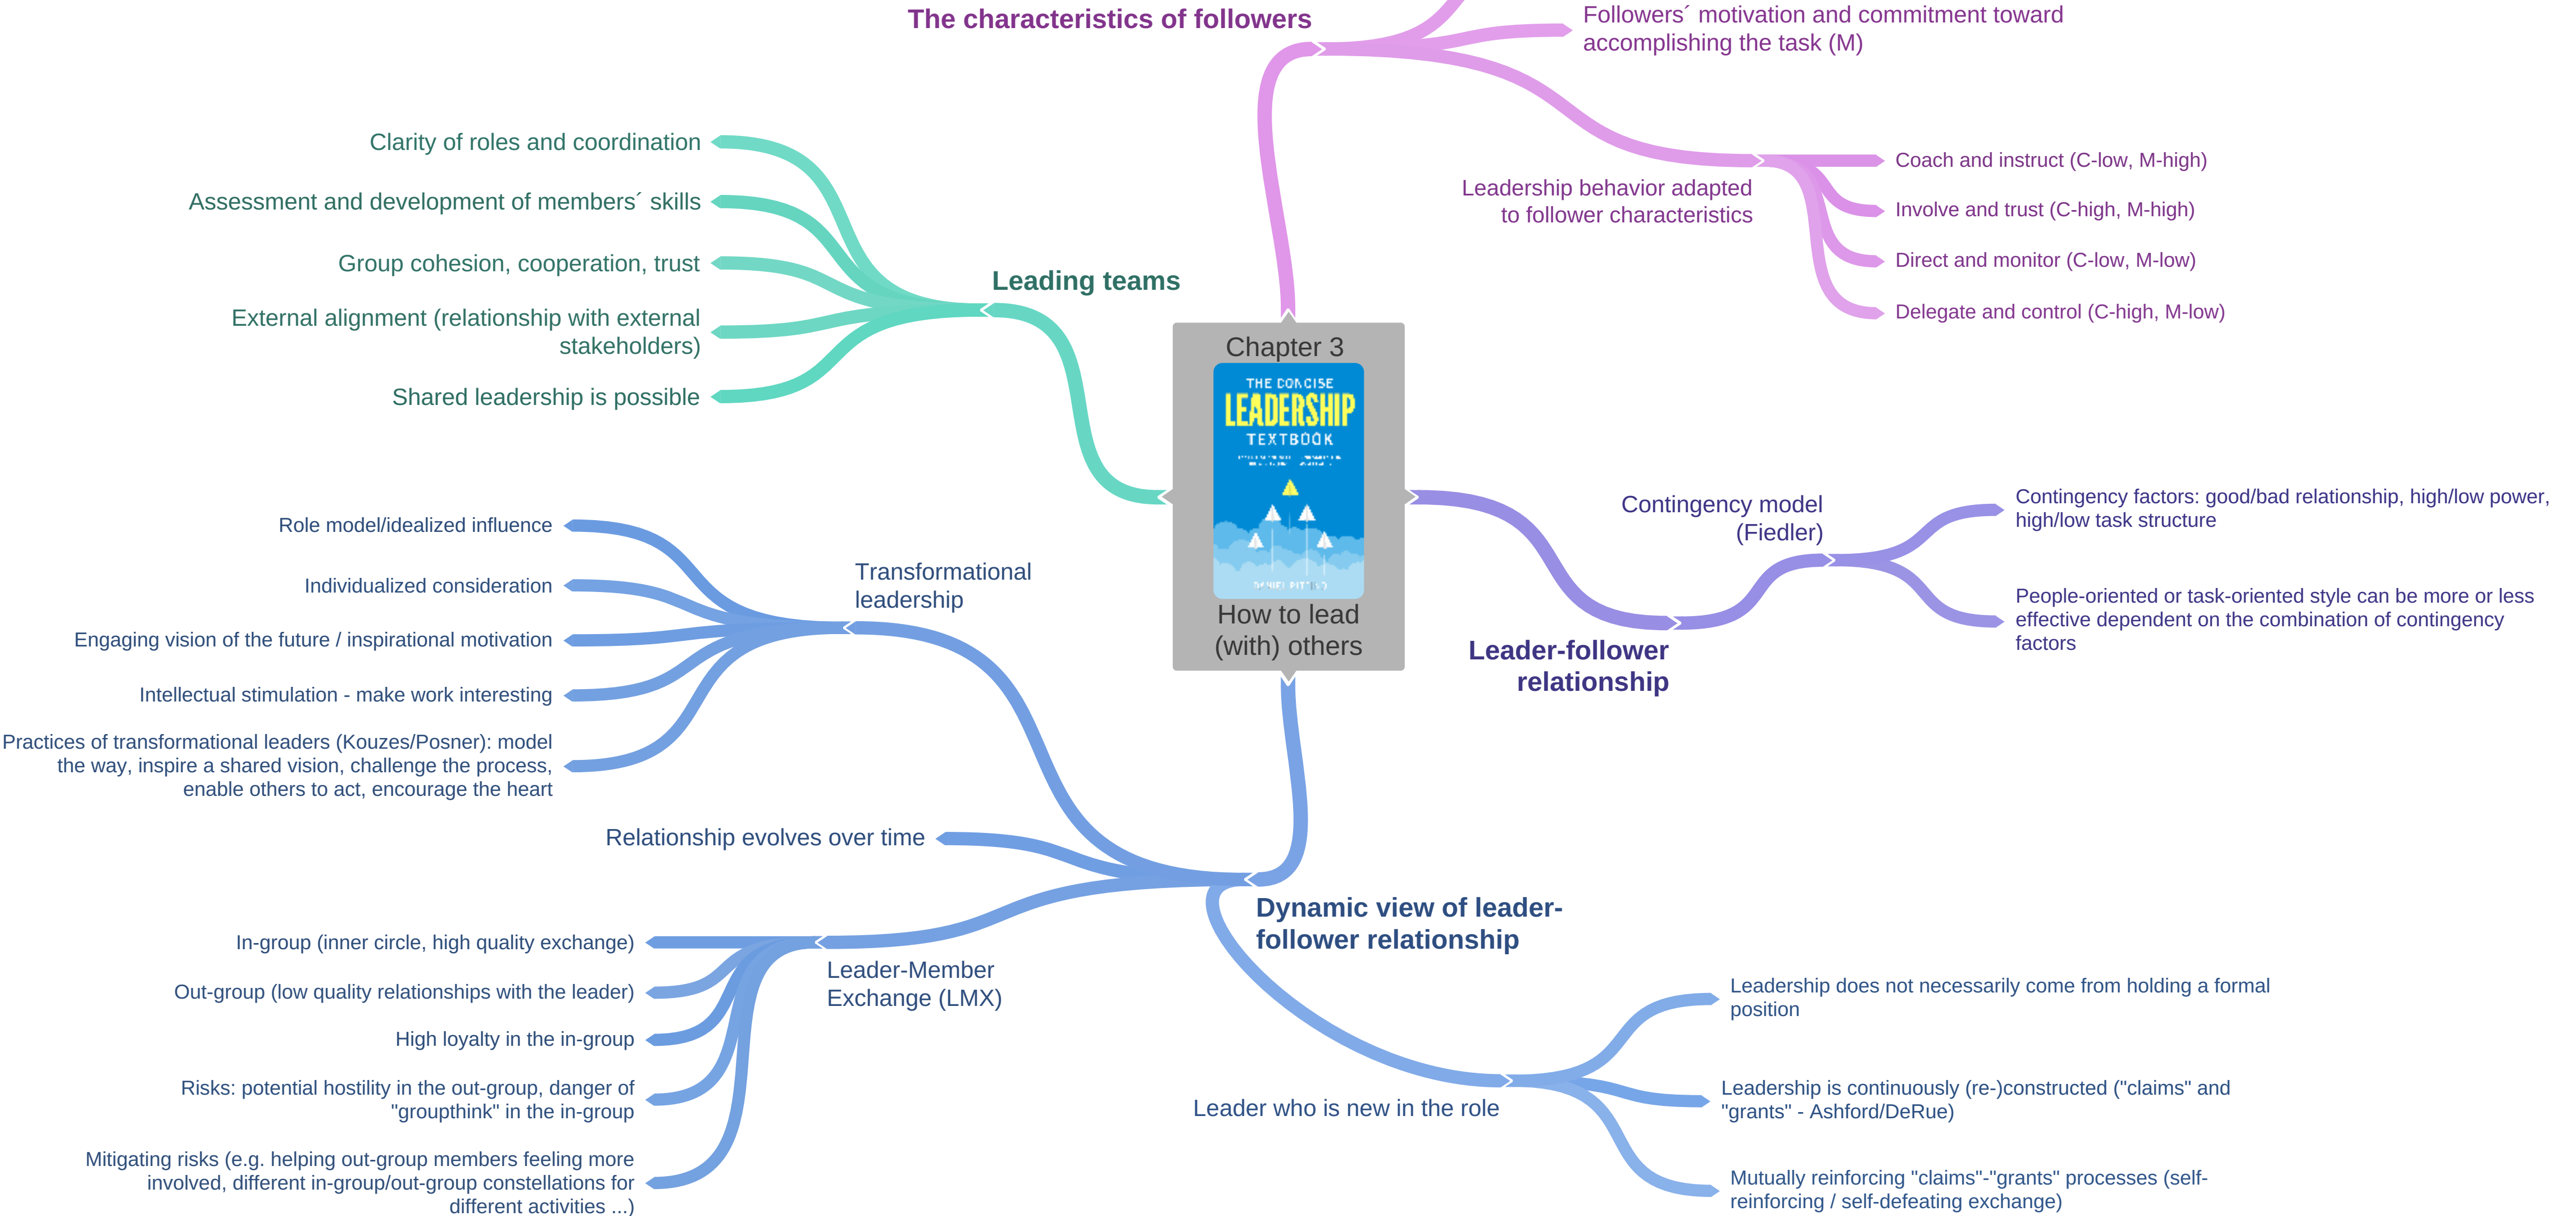 The characteristics of followers
Followers´ motivation and commitment toward
accomplishing the task (M)
Leadership behavior adapted
to follower characteristics
Coach and instruct (C-low, M-high)
Involve and trust (C-high, M-high)
Direct and monitor (C-low, M-low)
Delegate and control (C-high, M-low)
Leading teams
Clarity of roles and coordination
Assessment and development of members´ skills
Group cohesion, cooperation, trust
External alignment (relationship with external
stakeholders)
Shared leadership is possible
Chapter 3
THE CONCISE
LEADERSHIP
TEXTBOOK
How to lead
(with) others
Leader-follower
relationship
Contingency model
(Fiedler)
Contingency factors: good/bad relationship, high/low power,
high/low task structure
People-oriented or task-oriented style can be more or less
effective dependent on the combination of contingency
factors
Transformational
leadership
Role model/idealized influence
Individualized consideration
Engaging vision of the future / inspirational motivation
Intellectual stimulation - make work interesting
Practices of transformational leaders (Kouzes/Posner): model
the way, inspire a shared vision, challenge the process,
enable others to act, encourage the heart
Relationship evolves over time
Dynamic view of leader-
follower relationship
Leader-Member
Exchange (LMX)
In-group (inner circle, high quality exchange)
Out-group (low quality relationships with the leader)
High loyalty in the in-group
Risks: potential hostility in the out-group, danger of
"groupthink" in the in-group
Mitigating risks (e.g. helping out-group members feeling more
involved, different in-group/out-group constellations for
different activities ...)
Leader who is new in the role
Leadership does not necessarily come from holding a formal
position
Leadership is continuously (re-)constructed ("claims" and
"grants" - Ashford/DeRue)
Mutually reinforcing "claims"-"grants" processes (self-
reinforcing / self-defeating exchange)